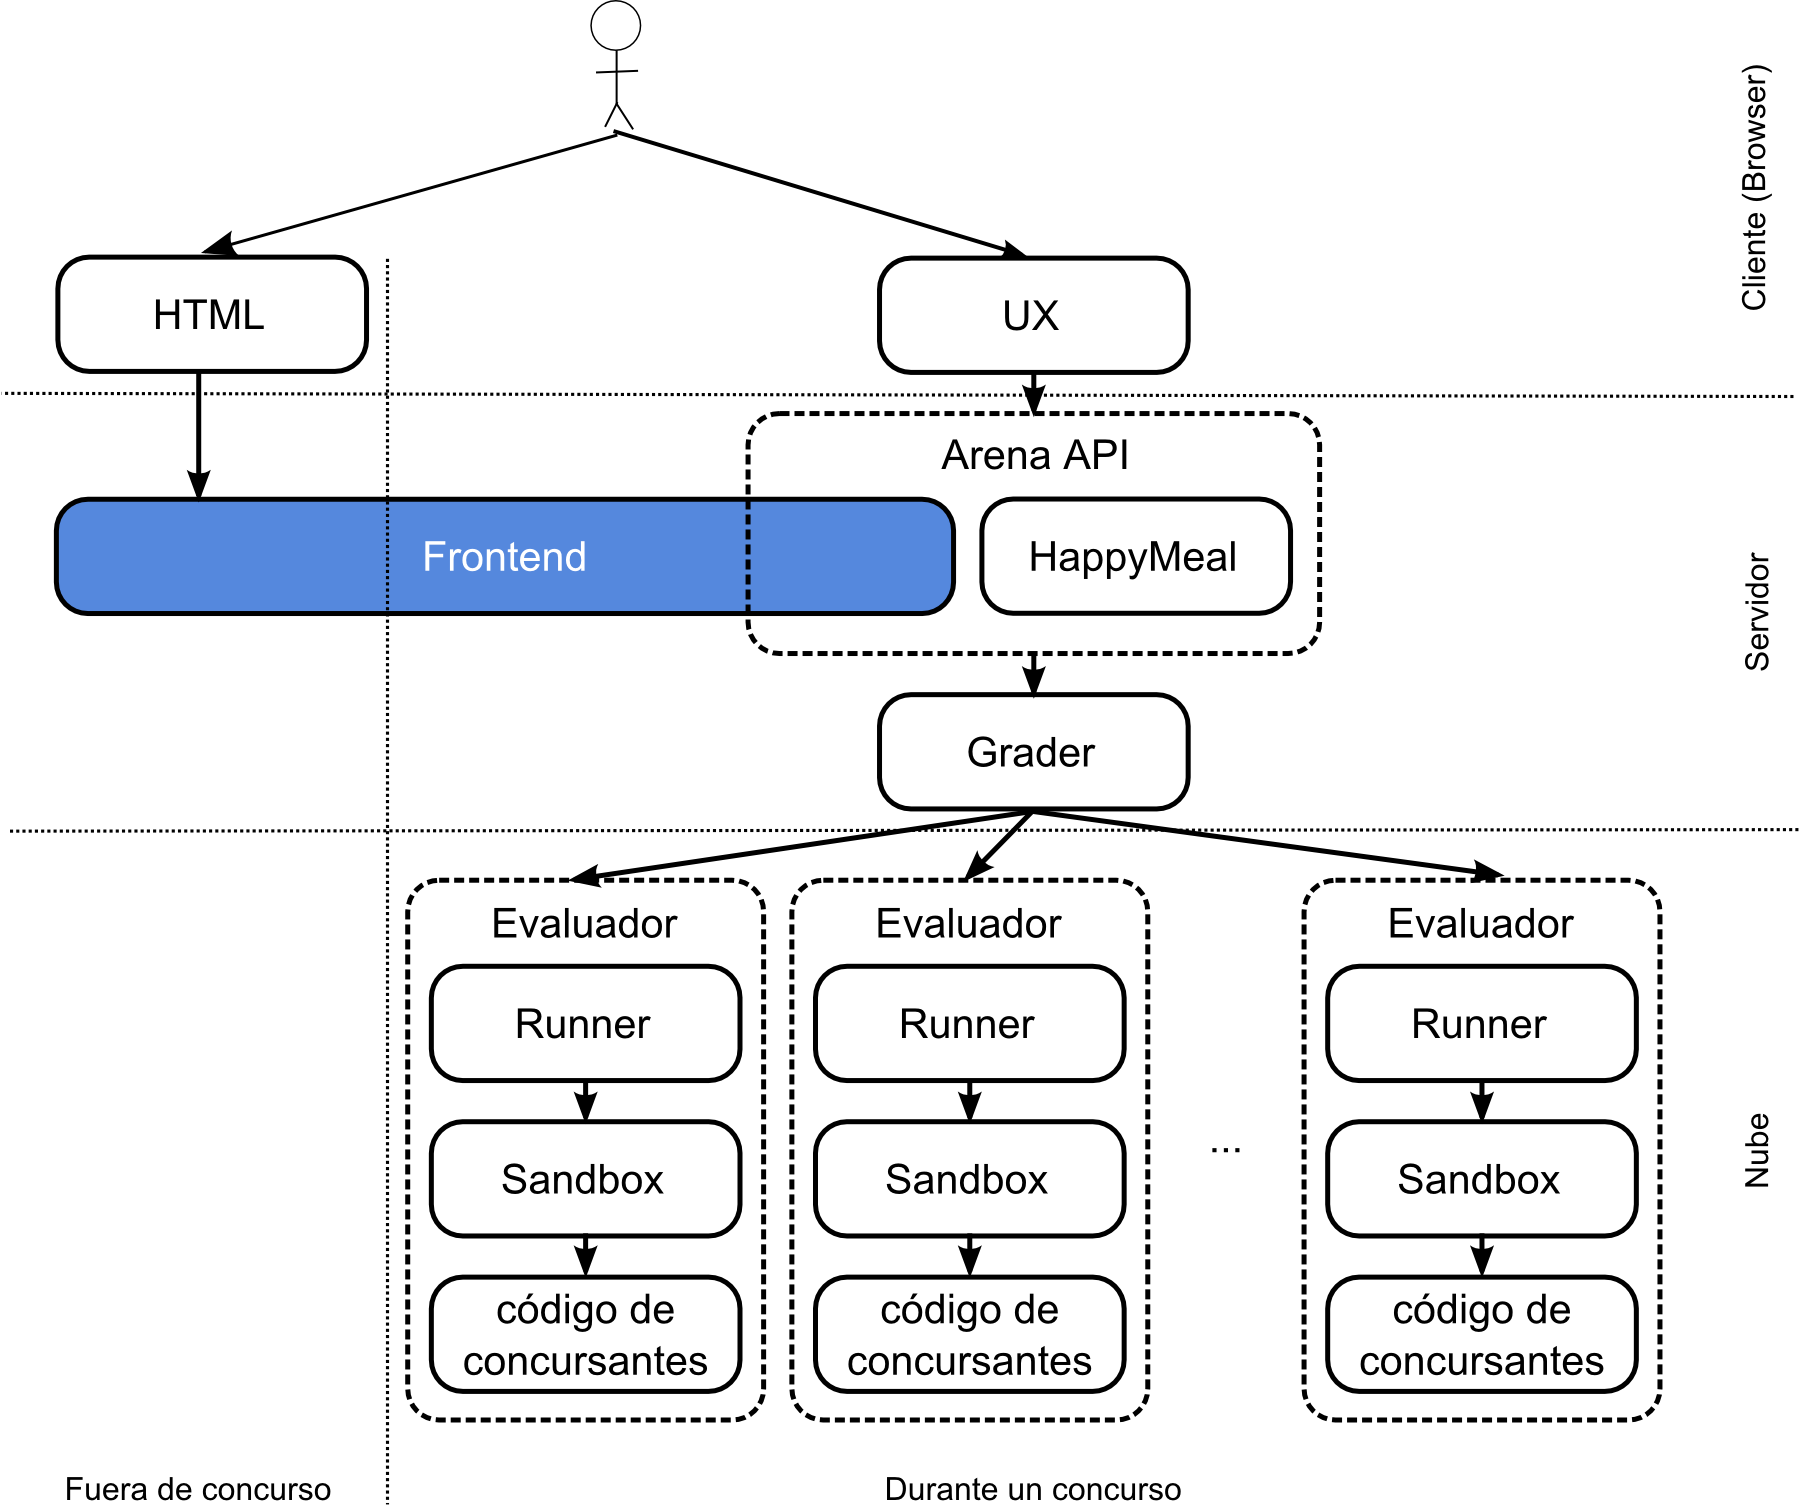 Cliente (Browser)
HTML
UX
Arena API
Frontend
HappyMeal
Servidor
Grader
Evaluador
Evaluador
Evaluador
Runner
Runner
Runner
Sandbox
Sandbox
...
Sandbox
Nube
código de
concursantes
código de
concursantes
código de
concursantes
Fuera de concurso
Durante un concurso